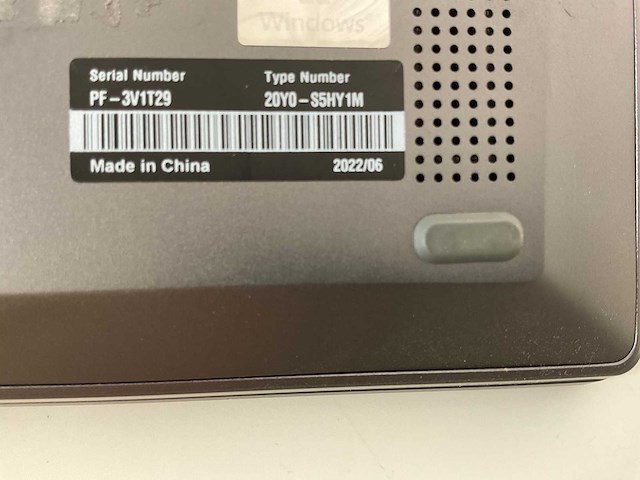 Windows®
Serial Number Type Number
PF-3V1T29 20Y0-S5HY1M
Made in China 2022/06